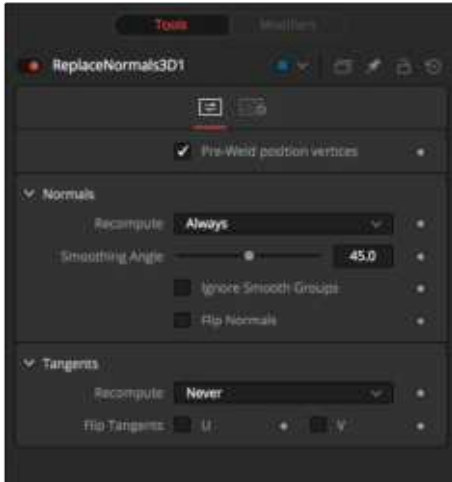 Tools Modifiers
ReplaceNormals3D1
Pre-Weld position vertices
Normals
Recompute Always
Smoothing Angle 45.0
Ignore Smooth Groups
Flip Normals
Tangents
Recompute Never
Flip Tangents U V